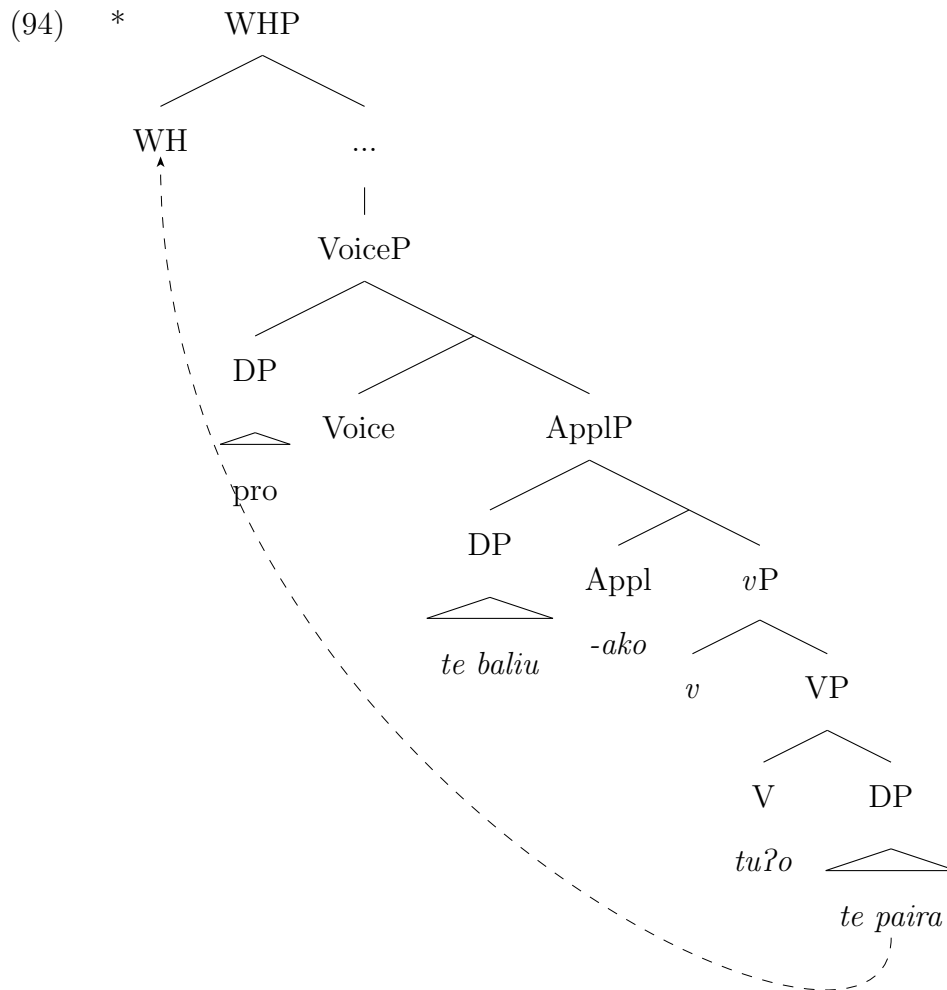 (94) * WHP
WH ...
VoiceP
DP
Voice ApplP
pro
DP
Appl vP
-ako
te baliu
v VP
V DP
tuʔo
te paira